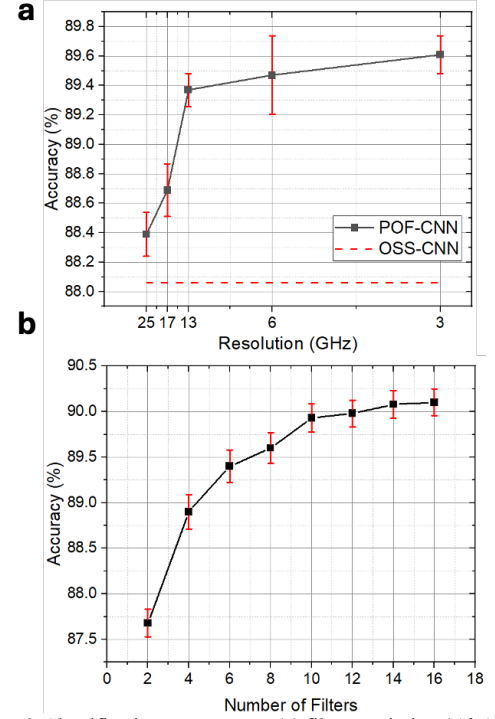 a
89.8
89.6
89.4
89.2
89.0
88.8
88.6
88.4
88.2
88.0
Accuracy (%)
POF-CNN
OSS-CNN
25 17 13 6 3
Resolution (GHz)
b
90.5
90.0
89.5
89.0
88.5
88.0
87.5
Accuracy (%)
0 2 4 6 8 10 12 14 16 18
Number of Filters